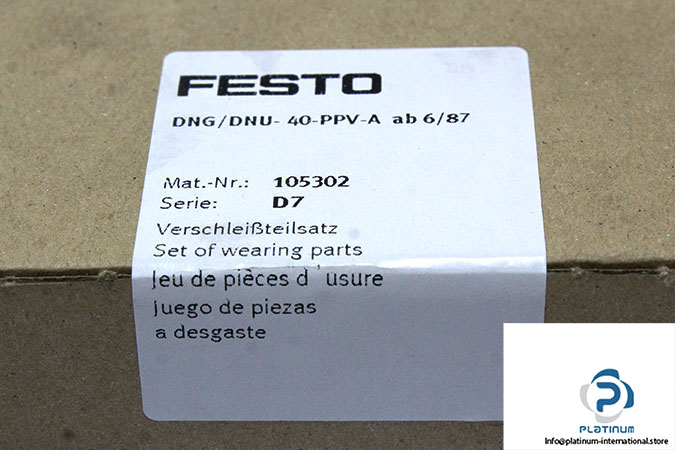 FESTO
DNG/DNU- 40-PPV-A ab 6/87
Mat.-Nr.: 105302
Serie: D7
Verschleißteilsatz
Set of wearing parts
Jeu de pièces d'usure
Juego de piezas
a desgaste
PLATINUM
Info@platinum-international.store